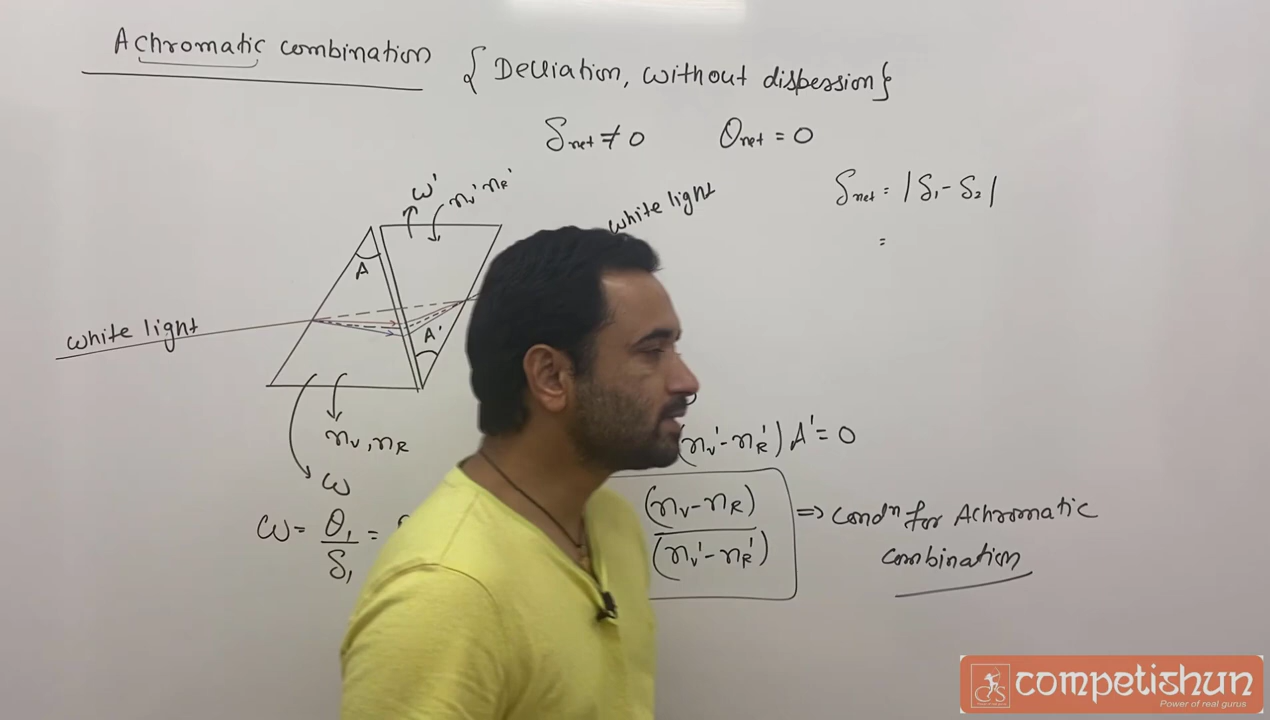 Achromatic combination { Deviation, without dispersion }
δnet ≠ 0 θnet = 0
δnet = |δ₁ - δ₂|
=
ω'
nv' nR'
white light
A
white light
A'
nv, nR
ω
ω = θ₁/δ₁ =
(nv' - nR') A' = 0
(nv - nR)/(nv' - nR') ⇒ condⁿ for Achromatic
combination
competishun
Power of real gurus